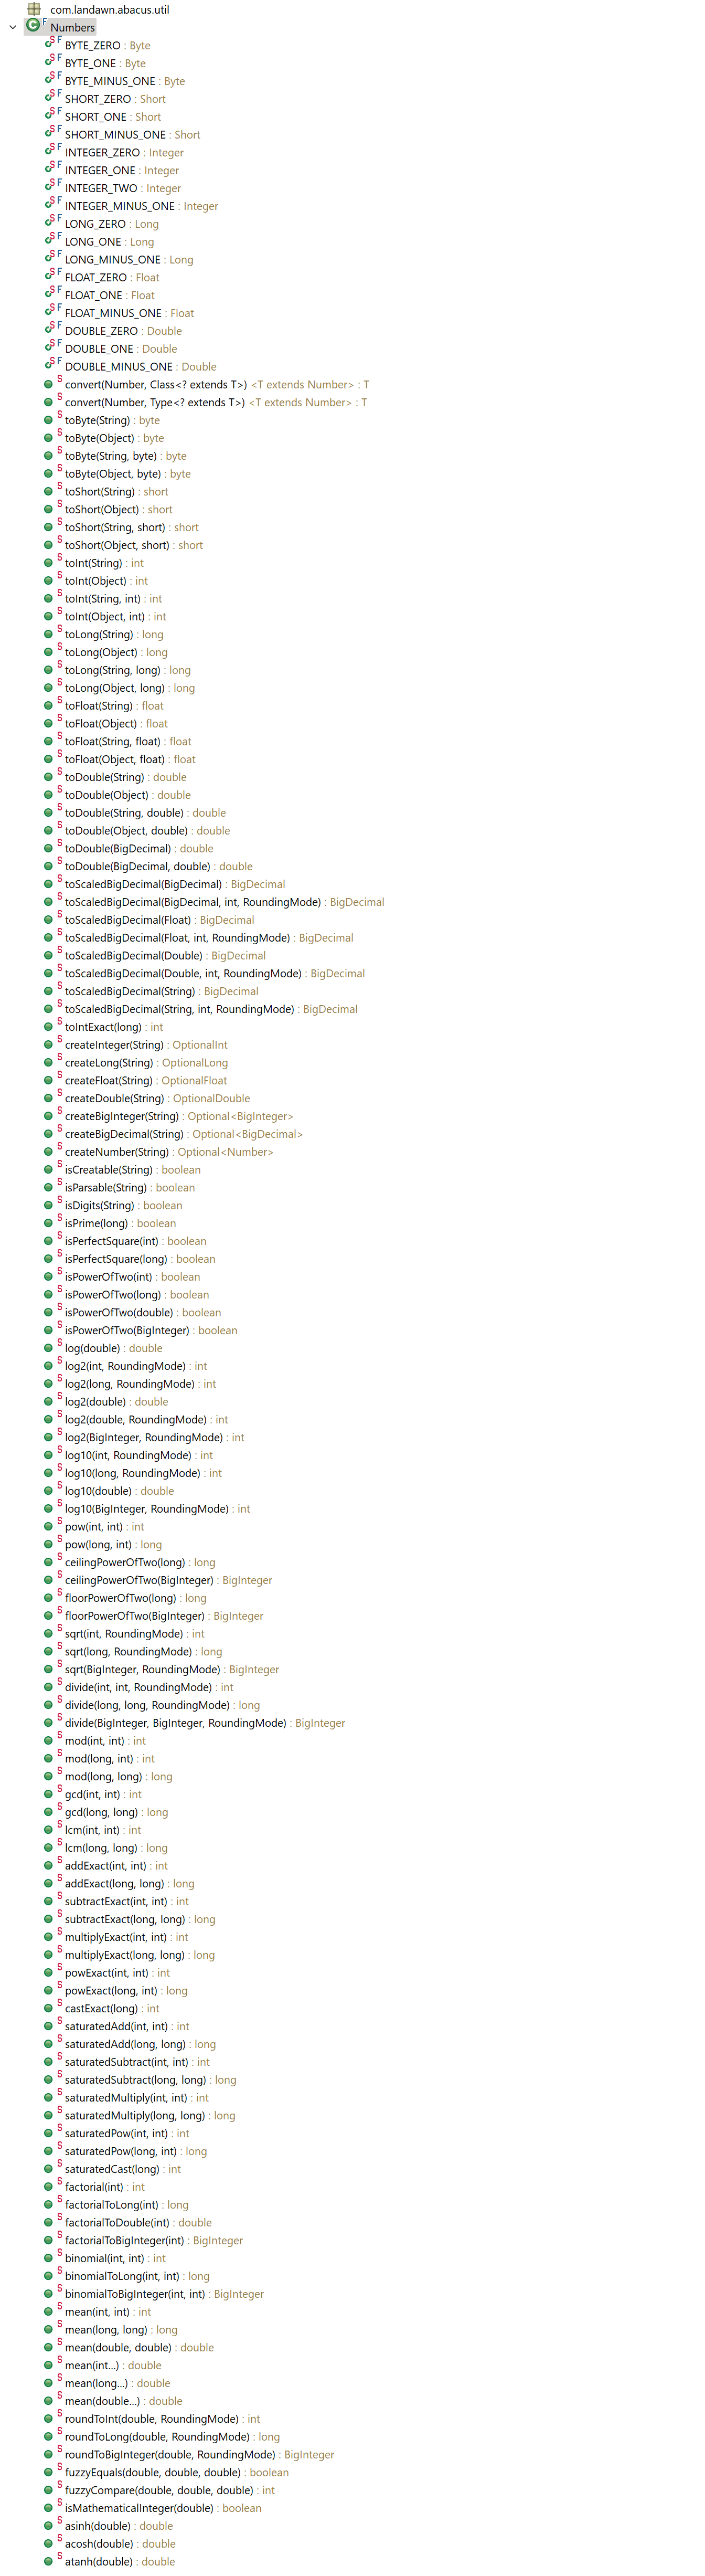 com.landawn.abacus.util
Numbers
BYTE_ZERO : Byte
BYTE_ONE : Byte
BYTE_MINUS_ONE : Byte
SHORT_ZERO : Short
SHORT_ONE : Short
SHORT_MINUS_ONE : Short
INTEGER_ZERO : Integer
INTEGER_ONE : Integer
INTEGER_TWO : Integer
INTEGER_MINUS_ONE : Integer
LONG_ZERO : Long
LONG_ONE : Long
LONG_MINUS_ONE : Long
FLOAT_ZERO : Float
FLOAT_ONE : Float
FLOAT_MINUS_ONE : Float
DOUBLE_ZERO : Double
DOUBLE_ONE : Double
DOUBLE_MINUS_ONE : Double
convert(Number, Class<? extends T>) <T extends Number> : T
convert(Number, Type<? extends T>) <T extends Number> : T
toByte(String) : byte
toByte(Object) : byte
toByte(String, byte) : byte
toByte(Object, byte) : byte
toShort(String) : short
toShort(Object) : short
toShort(String, short) : short
toShort(Object, short) : short
toInt(String) : int
toInt(Object) : int
toInt(String, int) : int
toInt(Object, int) : int
toLong(String) : long
toLong(Object) : long
toLong(String, long) : long
toLong(Object, long) : long
toFloat(String) : float
toFloat(Object) : float
toFloat(String, float) : float
toFloat(Object, float) : float
toDouble(String) : double
toDouble(Object) : double
toDouble(String, double) : double
toDouble(Object, double) : double
toDouble(BigDecimal) : double
toDouble(BigDecimal, double) : double
toScaledBigDecimal(BigDecimal) : BigDecimal
toScaledBigDecimal(BigDecimal, int, RoundingMode) : BigDecimal
toScaledBigDecimal(Float) : BigDecimal
toScaledBigDecimal(Float, int, RoundingMode) : BigDecimal
toScaledBigDecimal(Double) : BigDecimal
toScaledBigDecimal(Double, int, RoundingMode) : BigDecimal
toScaledBigDecimal(String) : BigDecimal
toScaledBigDecimal(String, int, RoundingMode) : BigDecimal
toIntExact(long) : int
createInteger(String) : OptionalInt
createLong(String) : OptionalLong
createFloat(String) : OptionalFloat
createDouble(String) : OptionalDouble
createBigInteger(String) : Optional<BigInteger>
createBigDecimal(String) : Optional<BigDecimal>
createNumber(String) : Optional<Number>
isCreatable(String) : boolean
isParsable(String) : boolean
isDigits(String) : boolean
isPrime(long) : boolean
isPerfectSquare(int) : boolean
isPerfectSquare(long) : boolean
isPowerOfTwo(int) : boolean
isPowerOfTwo(long) : boolean
isPowerOfTwo(double) : boolean
isPowerOfTwo(BigInteger) : boolean
log(double) : double
log2(int, RoundingMode) : int
log2(long, RoundingMode) : int
log2(double) : double
log2(double, RoundingMode) : int
log2(BigInteger, RoundingMode) : int
log10(int, RoundingMode) : int
log10(long, RoundingMode) : int
log10(double) : double
log10(BigInteger, RoundingMode) : int
pow(int, int) : int
pow(long, int) : long
ceilingPowerOfTwo(long) : long
ceilingPowerOfTwo(BigInteger) : BigInteger
floorPowerOfTwo(long) : long
floorPowerOfTwo(BigInteger) : BigInteger
sqrt(int, RoundingMode) : int
sqrt(long, RoundingMode) : long
sqrt(BigInteger, RoundingMode) : BigInteger
divide(int, int, RoundingMode) : int
divide(long, long, RoundingMode) : long
divide(BigInteger, BigInteger, RoundingMode) : BigInteger
mod(int, int) : int
mod(long, int) : int
mod(long, long) : long
gcd(int, int) : int
gcd(long, long) : long
lcm(int, int) : int
lcm(long, long) : long
addExact(int, int) : int
addExact(long, long) : long
subtractExact(int, int) : int
subtractExact(long, long) : long
multiplyExact(int, int) : int
multiplyExact(long, long) : long
powExact(int, int) : int
powExact(long, int) : long
castExact(long) : int
saturatedAdd(int, int) : int
saturatedAdd(long, long) : long
saturatedSubtract(int, int) : int
saturatedSubtract(long, long) : long
saturatedMultiply(int, int) : int
saturatedMultiply(long, long) : long
saturatedPow(int, int) : int
saturatedPow(long, int) : long
saturatedCast(long) : int
factorial(int) : int
factorialToLong(int) : long
factorialToDouble(int) : double
factorialToBigInteger(int) : BigInteger
binomial(int, int) : int
binomialToLong(int, int) : long
binomialToBigInteger(int, int) : BigInteger
mean(int, int) : int
mean(long, long) : long
mean(double, double) : double
mean(int...) : double
mean(long...) : double
mean(double...) : double
roundToInt(double, RoundingMode) : int
roundToLong(double, RoundingMode) : long
roundToBigInteger(double, RoundingMode) : BigInteger
fuzzyEquals(double, double, double) : boolean
fuzzyCompare(double, double, double) : int
isMathematicalInteger(double) : boolean
asinh(double) : double
acosh(double) : double
atanh(double) : double